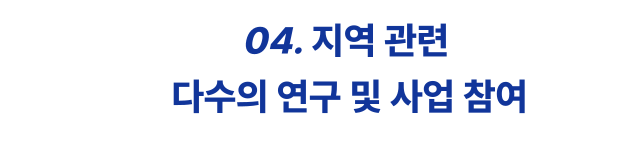 04. 지역 관련
다수의 연구 및 사업 참여